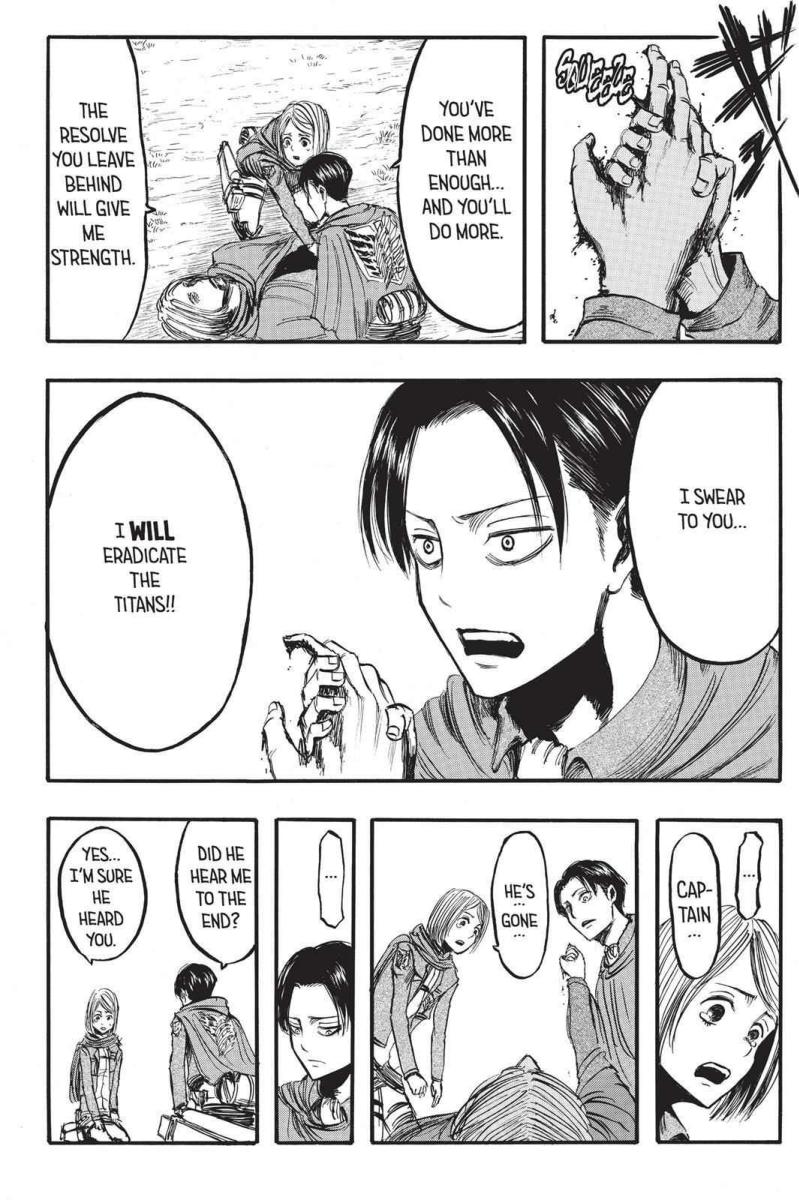 SQUEEZE
ザッ
YOU'VE
DONE MORE
THAN
ENOUGH...
AND YOU'LL
DO MORE.
THE
RESOLVE
YOU LEAVE
BEHIND
WILL GIVE
ME
STRENGTH.
I SWEAR
TO YOU...
I WILL
ERADICATE
THE
TITANS!!
...
CAP-
TAIN...
HE'S
GONE
...
...
DID HE
HEAR ME
TO THE
END?
YES...
I'M SURE
HE
HEARD
YOU.